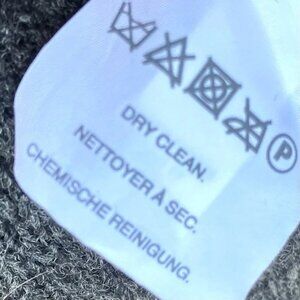 P
DRY CLEAN.
NETTOYER A SEC.
CHEMISCHE REINIGUNG.